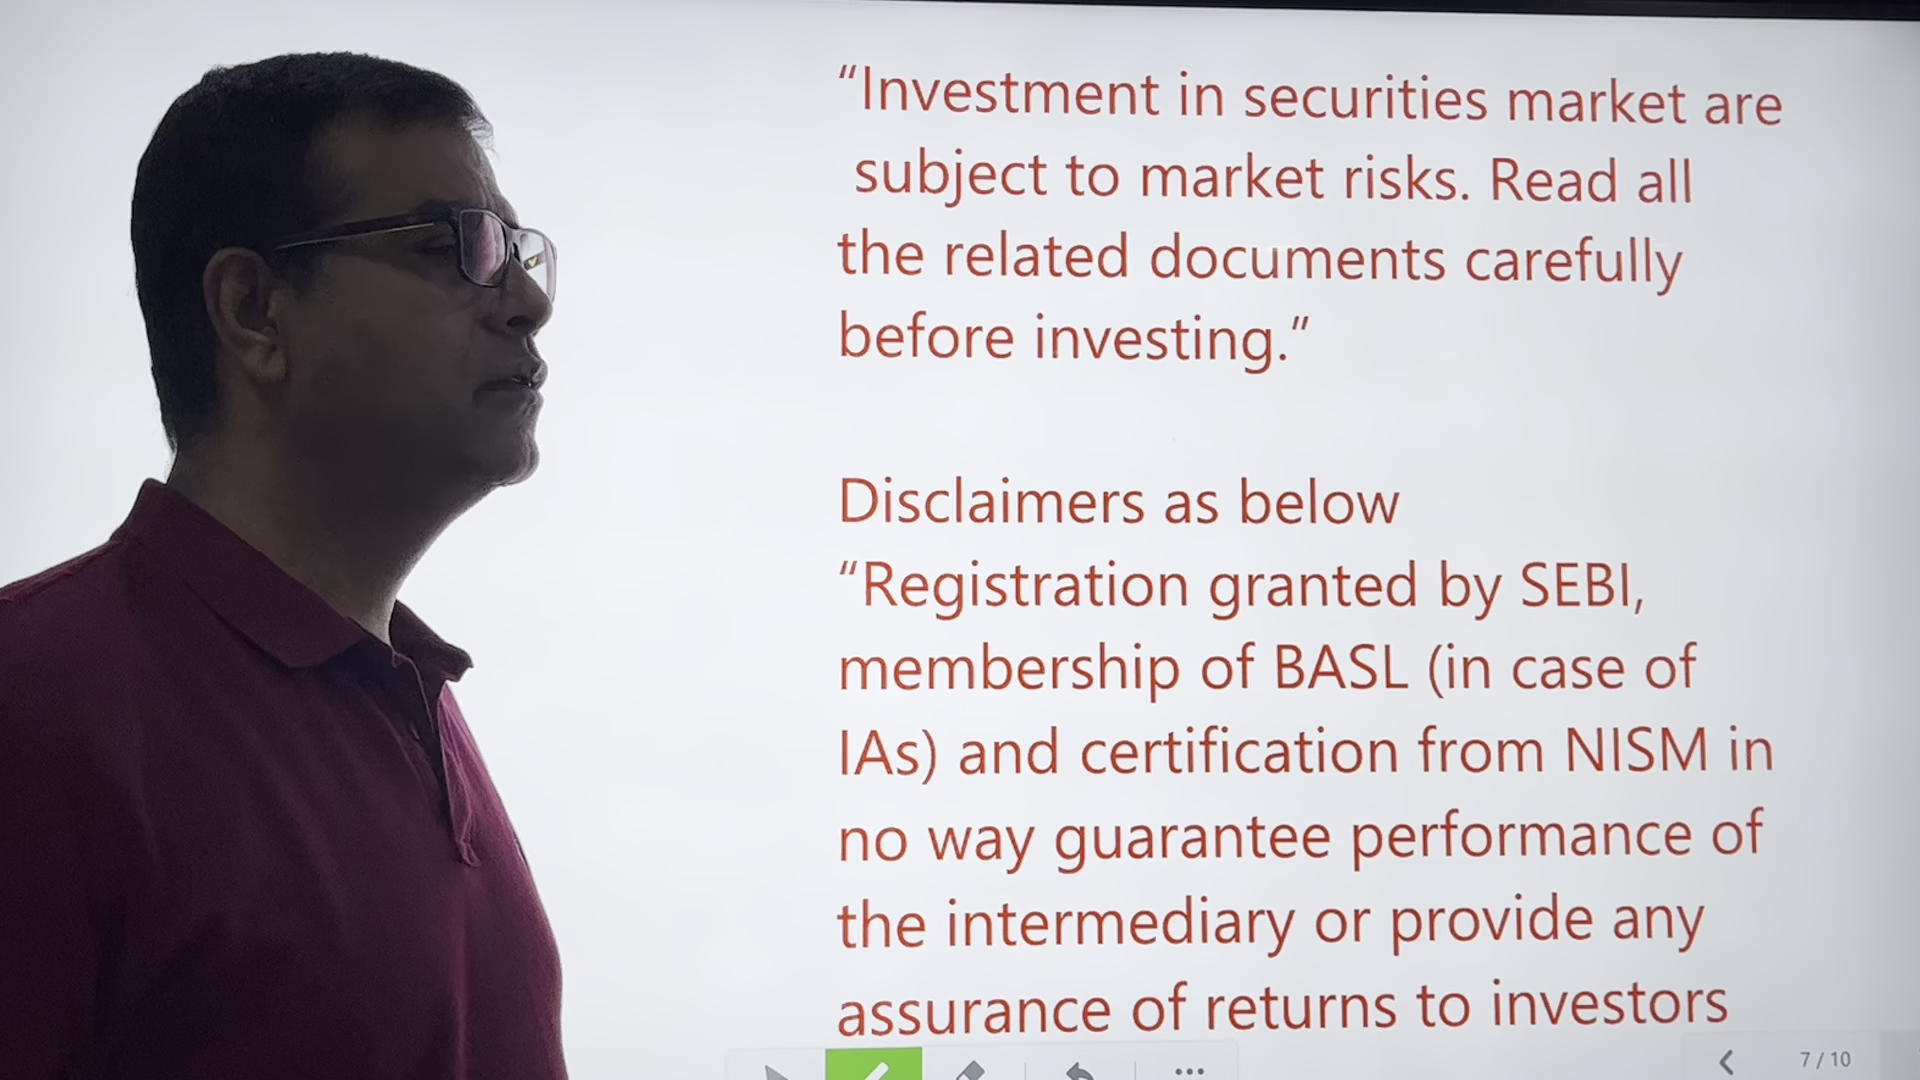 “Investment in securities market are
subject to market risks. Read all
the related documents carefully
before investing.”
Disclaimers as below
“Registration granted by SEBI,
membership of BASL (in case of
IAs) and certification from NISM in
no way guarantee performance of
the intermediary or provide any
assurance of returns to investors
7 / 10